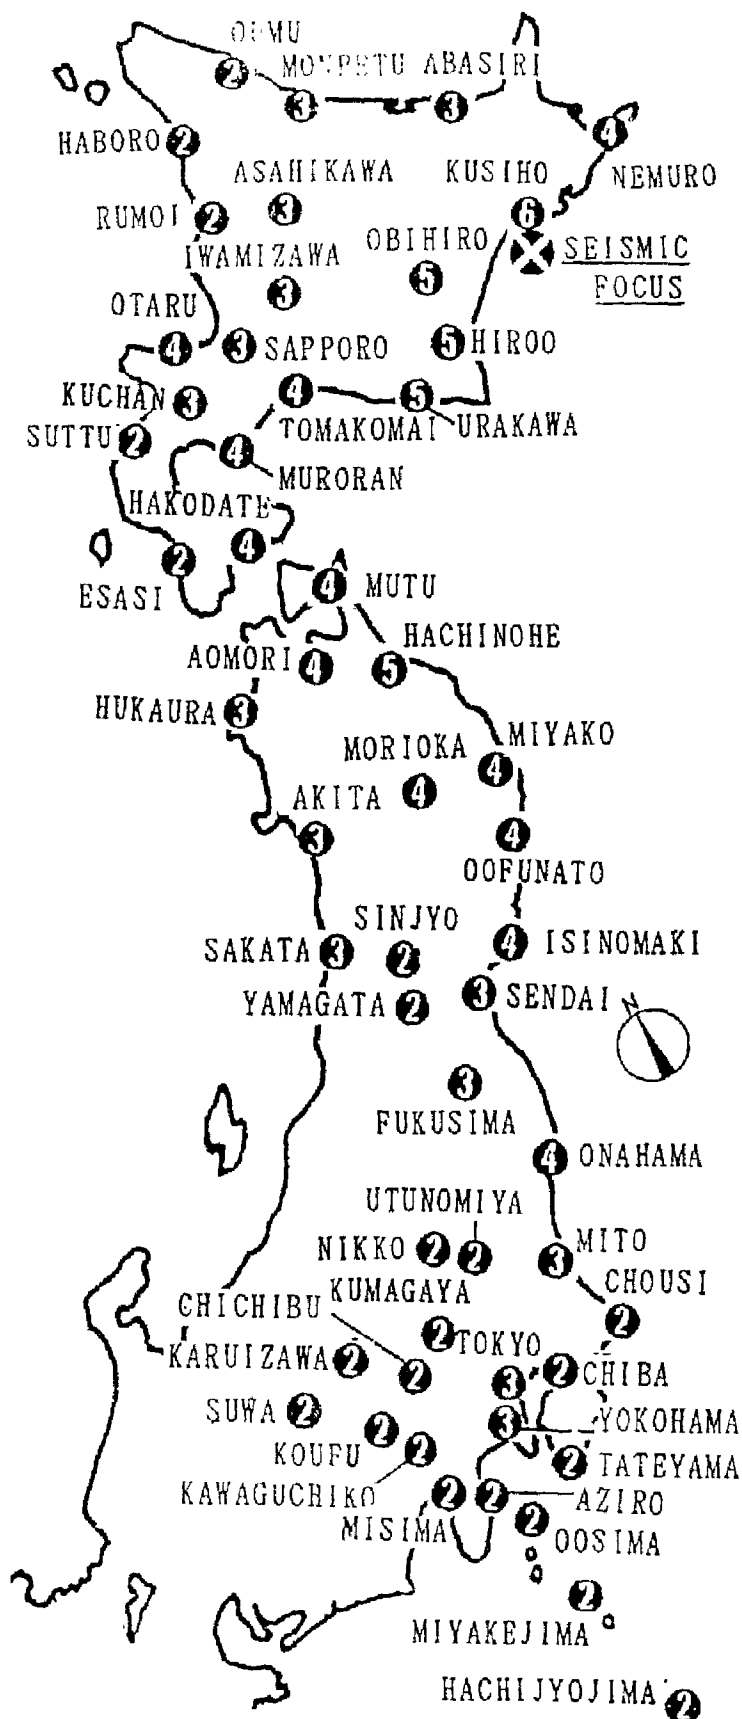 2
MONPETU ABASIRI
3
3
HABORO 2
4
NEMURO
ASAHIKAWA
3
KUSIHO
6
RUMOI 2
IWAMIZAWA
3
OBIHIRO
5
SEISMIC
FOCUS
OTARU
4
3 SAPPORO
5 HIROO
KUCHAN 3
4
TOMAKOMAI
5
URAKAWA
SUTTU 2
4
MURORAN
HAKODATE
4
2
ESASI
4 MUTU
HACHINOHE
5
AOMORI 4
HUKAURA 3
MORIOKA
4
MIYAKO
4
AKITA
3
4
OOFUNATO
SINJYO
2
SAKATA 3
4 ISINOMAKI
YAMAGATA 2
3 SENDAI
N
3
FUKUSIMA
4 ONAHAMA
UTUNOMIYA
NIKKO 2 2
MITO
3
CHOUSI
2
CHICHIBU
2
KUMAGAYA
2
TOKYO
3
KARUIZAWA 2
2 CHIBA
SUWA 2
KOUFU
2
3 YOKOHAMA
KAWAGUCHIKO
2
2 TATEYAMA
MISIMA
2
2 AZIRO
2
OOSIMA
2
MIYAKEJIMA
HACHIJYOJIMA 2